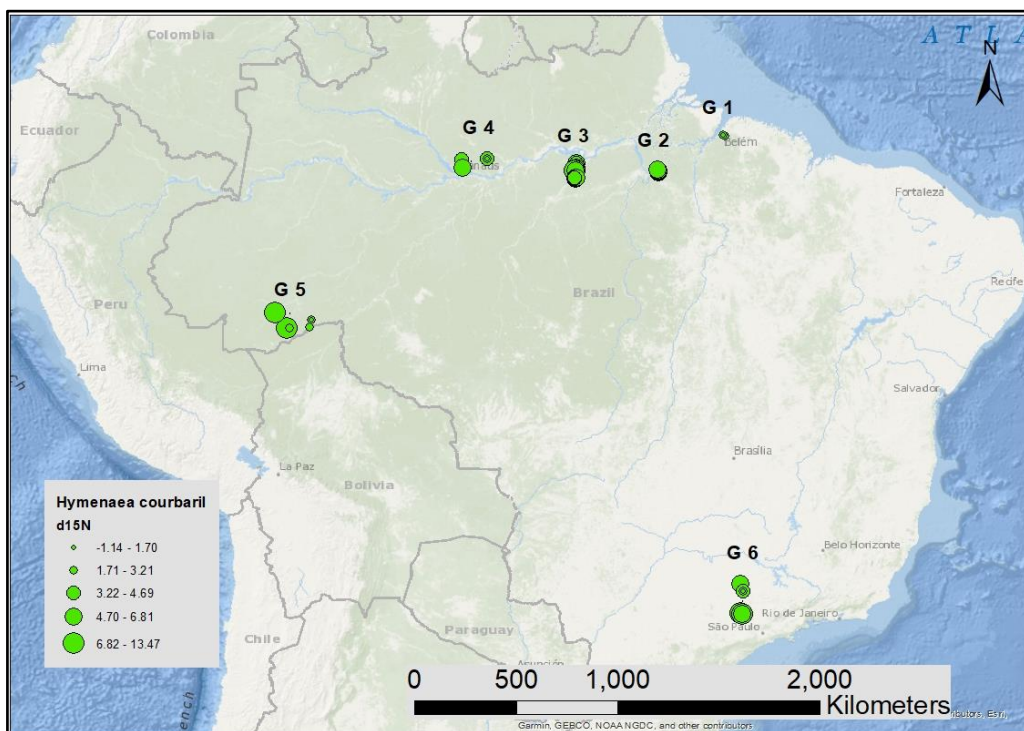 A T L A
N
Colombia
Ecuador
G 1
G 4
G 3
G 2
Belém
Fortaleza
Peru
G 5
Brazil
Recife
Lima
Salvador
La Paz
Brasília
Bolivia
G 6
Belo Horizonte
Rio de Janeiro
São Paulo
Paraguay
Chile
Asunción
Hymenaea courbaril
d15N
-1.14 - 1.70
1.71 - 3.21
3.22 - 4.69
4.70 - 6.81
6.82 - 13.47
0 500 1,000 2,000
Kilometers
Garmin, GEBCO, NOAA NGDC, and other contributors